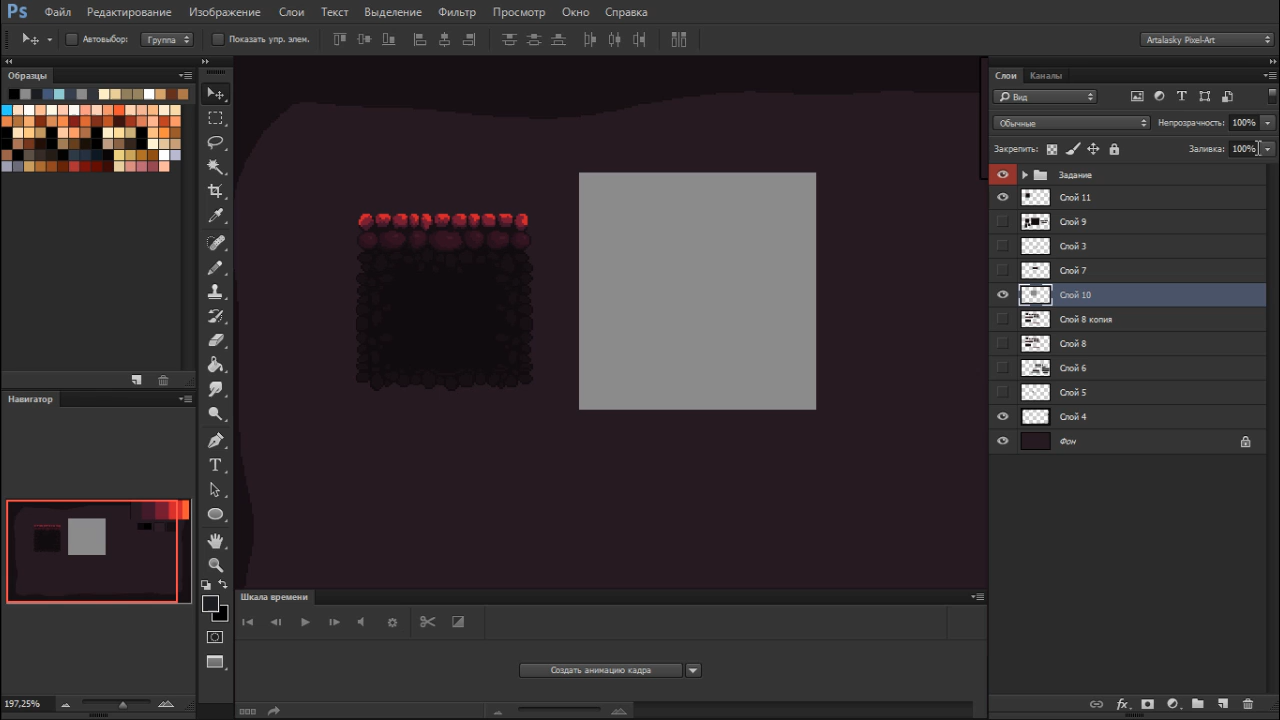 Ps Файл Редактирование Изображение Слои Текст Выделение Фильтр Просмотр Окно Справка
Автовыбор: Группа Показать упр. элем. Artalasky Pixel-Art
Образцы
Слои Каналы
Вид
Обычные Непрозрачность: 100%
Закрепить: Заливка: 100%
Задание
Слой 11
Слой 9
Слой 3
Слой 7
Слой 10
Слой 8 копия
Слой 8
Слой 6
Слой 5
Слой 4
Фон
Навигатор
197,25%
Шкала времени
Создать анимацию кадра